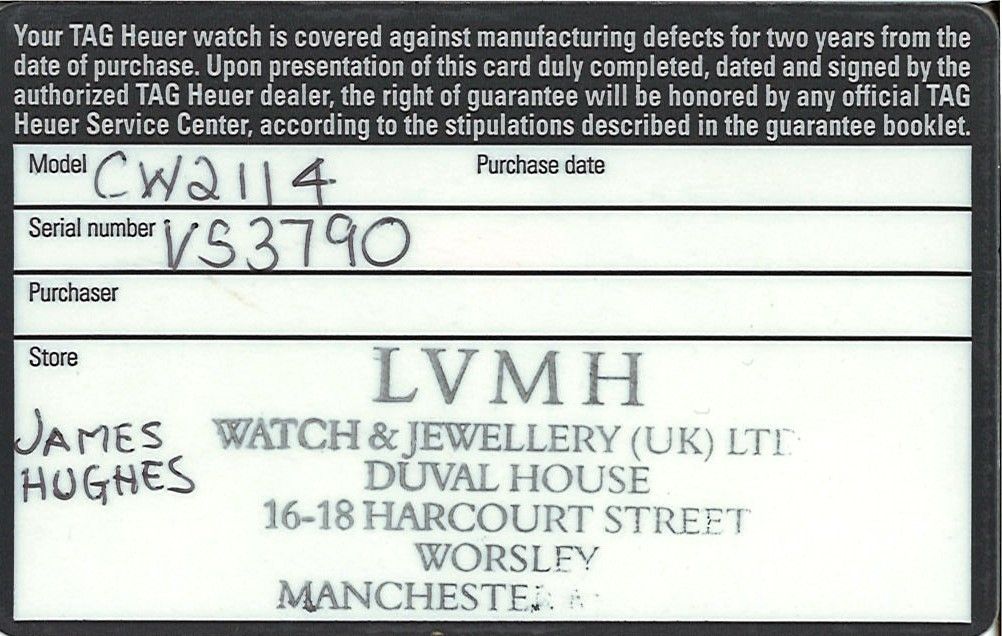 Your TAG Heuer watch is covered against manufacturing defects for two years from the
date of purchase. Upon presentation of this card duly completed, dated and signed by the
authorized TAG Heuer dealer, the right of guarantee will be honored by any official TAG
Heuer Service Center, according to the stipulations described in the guarantee booklet.
Model CW2114 Purchase date
Serial number VS3790
Purchaser
Store
LVMH
JAMES
HUGHES
WATCH & JEWELLERY (UK) LTD
DUVAL HOUSE
16-18 HARCOURT STREET
WORSLEY
MANCHESTER